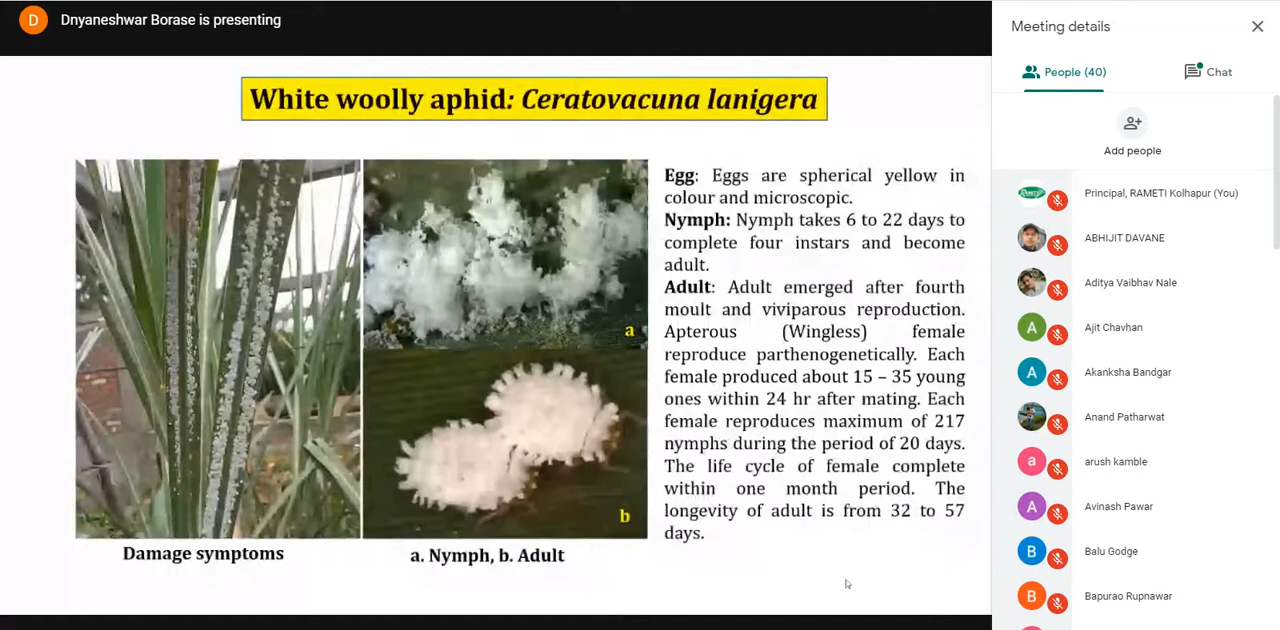 D
Dnyaneshwar Borase is presenting
White woolly aphid: Ceratovacuna lanigera
a
b
Damage symptoms
a. Nymph, b. Adult
Egg: Eggs are spherical yellow in
colour and microscopic.
Nymph: Nymph takes 6 to 22 days to
complete four instars and become
adult.
Adult: Adult emerged after fourth
moult and viviparous reproduction.
Apterous (Wingless) female
reproduce parthenogenetically. Each
female produced about 15 – 35 young
ones within 24 hr after mating. Each
female reproduces maximum of 217
nymphs during the period of 20 days.
The life cycle of female complete
within one month period. The
longevity of adult is from 32 to 57
days.
Meeting details
People (40)
Chat
Add people
Principal, RAMETI Kolhapur (You)
ABHIJIT DAVANE
Aditya Vaibhav Nale
A Ajit Chavhan
A Akanksha Bandgar
Anand Patharwat
a arush kamble
A Avinash Pawar
B Balu Godge
B Bapurao Rupnawar